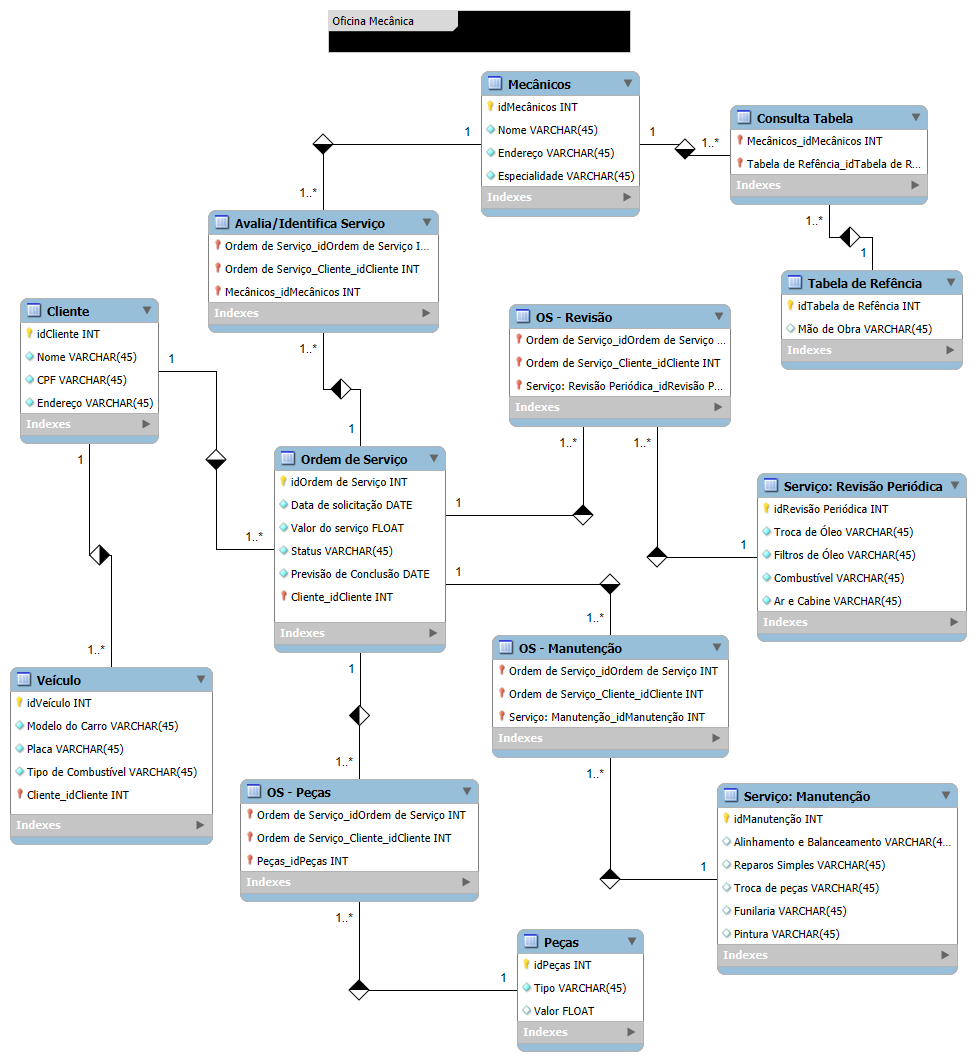 Oficina Mecânica
Mecânicos
idMecânicos INT
Nome VARCHAR(45)
Endereço VARCHAR(45)
Especialidade VARCHAR(45)
Indexes
1
1
1..*
Consulta Tabela
Mecânicos_idMecânicos INT
Tabela de Refência_idTabela de R...
Indexes
1..*
1
Tabela de Refência
idTabela de Refência INT
Mão de Obra VARCHAR(45)
Indexes
1..*
Avalia/Identifica Serviço
Ordem de Serviço_idOrdem de Serviço I...
Ordem de Serviço_Cliente_idCliente INT
Mecânicos_idMecânicos INT
Indexes
1..*
1
Cliente
idCliente INT
Nome VARCHAR(45)
CPF VARCHAR(45)
Endereço VARCHAR(45)
Indexes
1
1..*
1
1..*
OS - Revisão
Ordem de Serviço_idOrdem de Serviço ...
Ordem de Serviço_Cliente_idCliente INT
Serviço: Revisão Periódica_idRevisão P...
Indexes
1..*
1..*
Ordem de Serviço
idOrdem de Serviço INT
Data de solicitação DATE
Valor do serviço FLOAT
Status VARCHAR(45)
Previsão de Conclusão DATE
Cliente_idCliente INT
Indexes
1
1
1
Serviço: Revisão Periódica
idRevisão Periódica INT
Troca de Óleo VARCHAR(45)
Filtros de Óleo VARCHAR(45)
Combustível VARCHAR(45)
Ar e Cabine VARCHAR(45)
Indexes
1
1..*
OS - Manutenção
Ordem de Serviço_idOrdem de Serviço INT
Ordem de Serviço_Cliente_idCliente INT
Serviço: Manutenção_idManutenção INT
Indexes
1..*
1
Veículo
idVeículo INT
Modelo do Carro VARCHAR(45)
Placa VARCHAR(45)
Tipo de Combustível VARCHAR(45)
Cliente_idCliente INT
Indexes
1..*
OS - Peças
Ordem de Serviço_idOrdem de Serviço INT
Ordem de Serviço_Cliente_idCliente INT
Peças_idPeças INT
Indexes
1..*
1
Serviço: Manutenção
idManutenção INT
Alinhamento e Balanceamento VARCHAR(4...
Reparos Simples VARCHAR(45)
Troca de peças VARCHAR(45)
Funilaria VARCHAR(45)
Pintura VARCHAR(45)
Indexes
Peças
idPeças INT
Tipo VARCHAR(45)
Valor FLOAT
Indexes